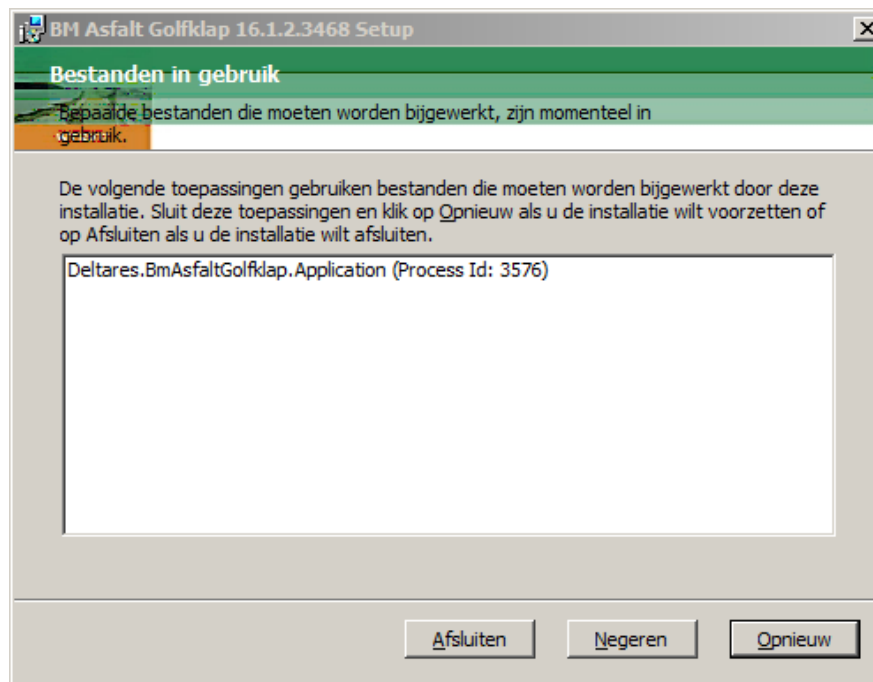 BM Asfalt Golfklap 16.1.2.3468 Setup
Bestanden in gebruik
Bepaalde bestanden die moeten worden bijgewerkt, zijn momenteel in
gebruik.
De volgende toepassingen gebruiken bestanden die moeten worden bijgewerkt door deze
installatie. Sluit deze toepassingen en klik op Opnieuw als u de installatie wilt voorzetten of
op Afsluiten als u de installatie wilt afsluiten.
Deltares.BmAsfaltGolfklap.Application (Process Id: 3576)
Afsluiten Negeren Opnieuw